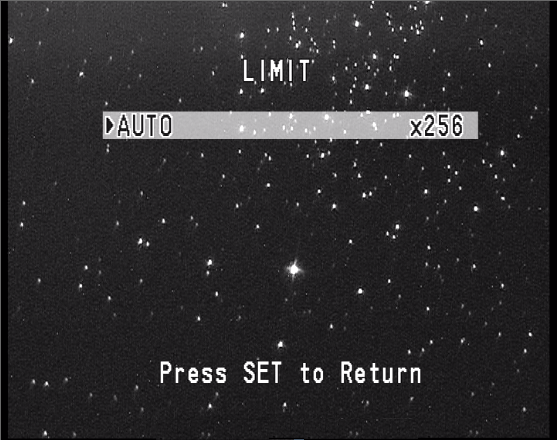 LIMIT
▶AUTO x256
Press SET to Return